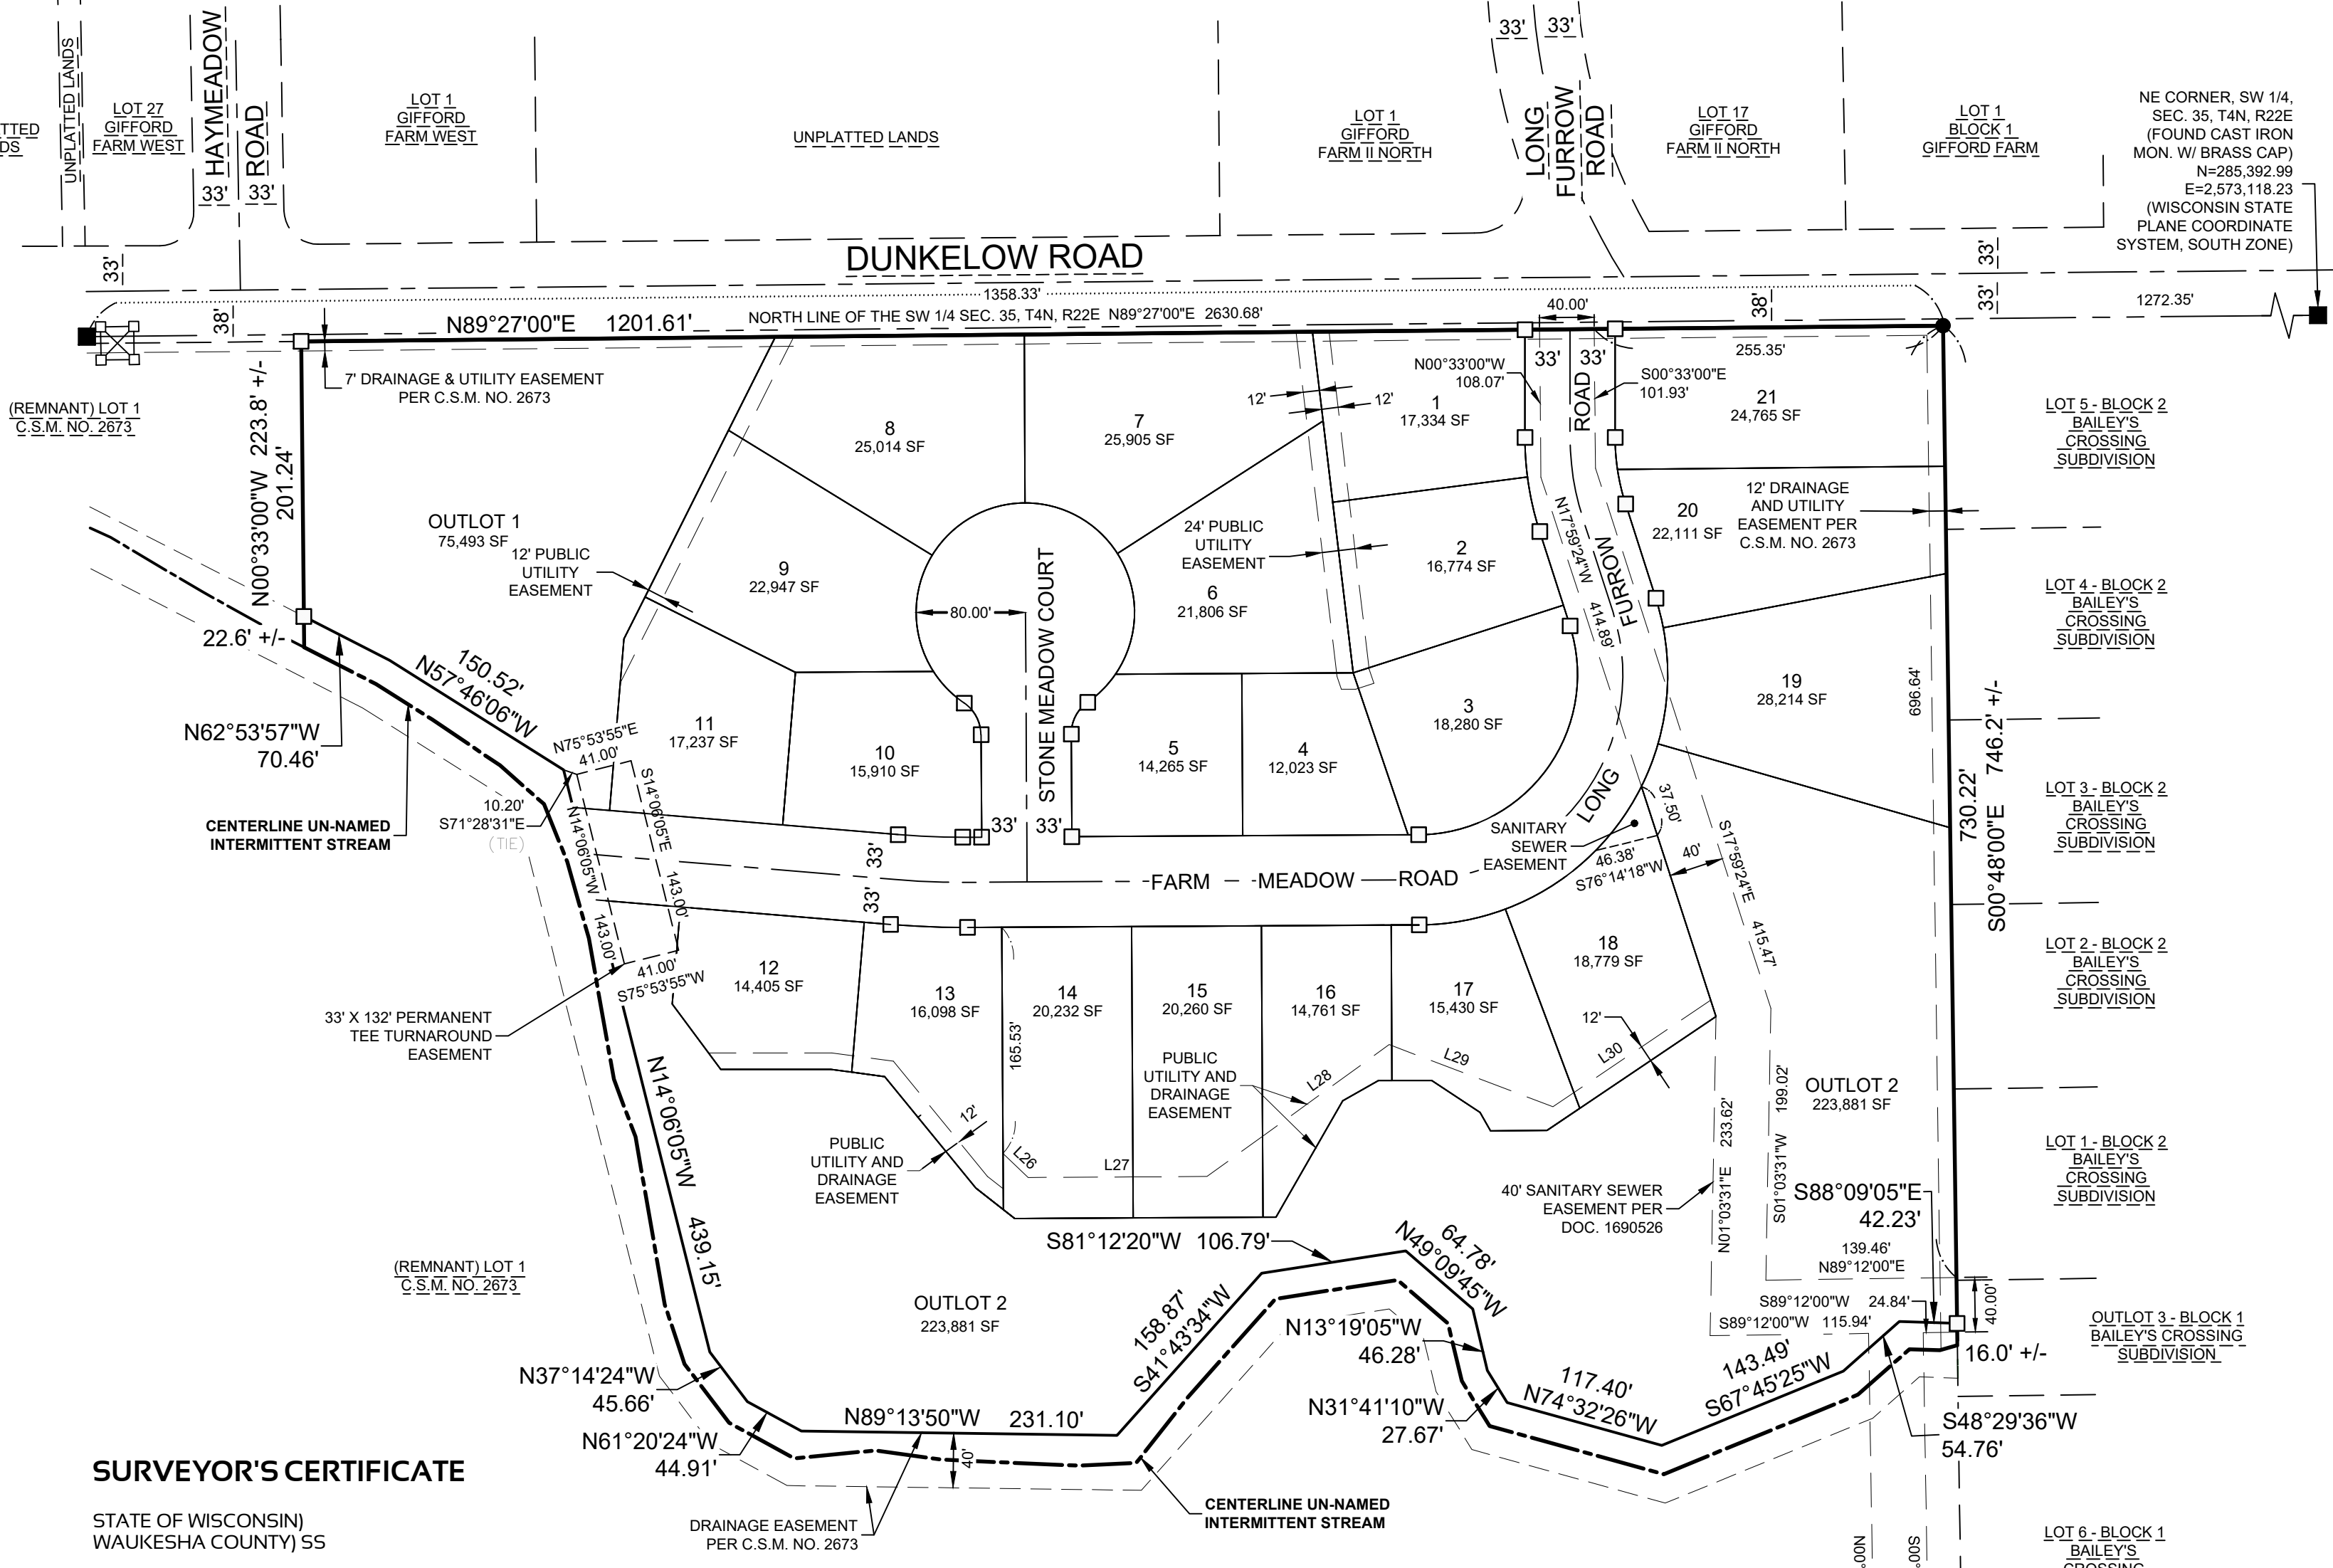 UNPLATTED LANDS
LOT 27
GIFFORD
FARM WEST
HAYMEADOW
ROAD
33'
33'
LOT 1
GIFFORD
FARM WEST
UNPLATTED LANDS
LOT 1
GIFFORD
FARM II NORTH
33'
33'
LONG
FURROW
ROAD
LOT 17
GIFFORD
FARM II NORTH
LOT 1
BLOCK 1
GIFFORD FARM
NE CORNER, SW 1/4,
SEC. 35, T4N, R22E
(FOUND CAST IRON
MON. W/ BRASS CAP)
N=285,392.99
E=2,573,118.23
(WISCONSIN STATE
PLANE COORDINATE
SYSTEM, SOUTH ZONE)
TTED
DS
33'
DUNKELOW ROAD
33'
33'
1358.33'
1272.35'
38'
N89°27'00"E 1201.61'
NORTH LINE OF THE SW 1/4 SEC. 35, T4N, R22E N89°27'00"E 2630.68'
40.00'
38'
255.35'
7' DRAINAGE & UTILITY EASEMENT
PER C.S.M. NO. 2673
(REMNANT) LOT 1
C.S.M. NO. 2673
N00°33'00"W 223.8' +/-
201.24'
22.6' +/-
OUTLOT 1
75,493 SF
12' PUBLIC
UTILITY
EASEMENT
8
25,014 SF
7
25,905 SF
12'
12'
1
17,334 SF
N00°33'00"W
108.07'
33'
33'
ROAD
S00°33'00"E
101.93'
21
24,765 SF
9
22,947 SF
80.00'
STONE MEADOW COURT
24' PUBLIC
UTILITY
EASEMENT
6
21,806 SF
2
16,774 SF
N17°59'24"W 414.89'
FURROW
20
22,111 SF
12' DRAINAGE
AND UTILITY
EASEMENT PER
C.S.M. NO. 2673
LOT 5 - BLOCK 2
BAILEY'S
CROSSING
SUBDIVISION
LOT 4 - BLOCK 2
BAILEY'S
CROSSING
SUBDIVISION
19
28,214 SF
696.64'
730.22'
S00°48'00"E 746.2' +/-
150.52'
N57°46'06"W
N62°53'57"W
70.46'
CENTERLINE UN-NAMED
INTERMITTENT STREAM
N75°53'55"E
41.00'
10.20'
S71°28'31"E
(TIE)
N14°06'05"W 143.00'
S14°06'05"E 143.00'
11
17,237 SF
10
15,910 SF
33'
33'
5
14,265 SF
4
12,023 SF
3
18,280 SF
LONG
SANITARY
SEWER
EASEMENT
37.50'
46.38'
S76°14'18"W
40'
S17°59'24"E 415.47'
LOT 3 - BLOCK 2
BAILEY'S
CROSSING
SUBDIVISION
33'
33'
FARM MEADOW ROAD
41.00'
S75°53'55"W
33' X 132' PERMANENT
TEE TURNAROUND
EASEMENT
12
14,405 SF
13
16,098 SF
165.53'
14
20,232 SF
15
20,260 SF
16
14,761 SF
17
15,430 SF
18
18,779 SF
12'
LOT 2 - BLOCK 2
BAILEY'S
CROSSING
SUBDIVISION
PUBLIC
UTILITY AND
DRAINAGE
EASEMENT
12'
L26
L27
PUBLIC
UTILITY AND
DRAINAGE
EASEMENT
L28
L29
L30
OUTLOT 2
223,881 SF
N01°03'31"E 233.62'
S01°03'31"W 199.02'
LOT 1 - BLOCK 2
BAILEY'S
CROSSING
SUBDIVISION
N14°06'05"W 439.15'
(REMNANT) LOT 1
C.S.M. NO. 2673
40' SANITARY SEWER
EASEMENT PER
DOC. 1690526
S88°09'05"E
42.23'
139.46'
N89°12'00"E
S81°12'20"W 106.79'
64.78'
N49°09'45"W
OUTLOT 2
223,881 SF
158.87'
S41°43'34"W
N13°19'05"W
46.28'
S89°12'00"W 24.84'
S89°12'00"W 115.94'
40.00'
OUTLOT 3 - BLOCK 1
BAILEY'S CROSSING
SUBDIVISION
16.0' +/-
N37°14'24"W
45.66'
N61°20'24"W
44.91'
N89°13'50"W 231.10'
40'
N31°41'10"W
27.67'
117.40'
N74°32'26"W
143.49'
S67°45'25"W
S48°29'36"W
54.76'
SURVEYOR'S CERTIFICATE
STATE OF WISCONSIN)
WAUKESHA COUNTY) SS
DRAINAGE EASEMENT
PER C.S.M. NO. 2673
CENTERLINE UN-NAMED
INTERMITTENT STREAM
.00N
.00S
LOT 6 - BLOCK 1
BAILEY'S